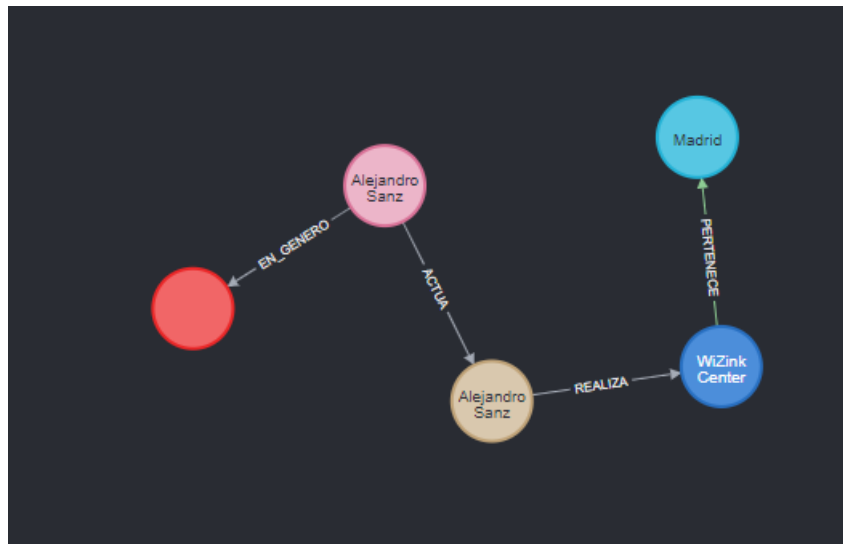 Madrid
Alejandro
Sanz
EN_GENERO
ACTUA
PERTENECE
WiZink
Center
REALIZA
Alejandro
Sanz